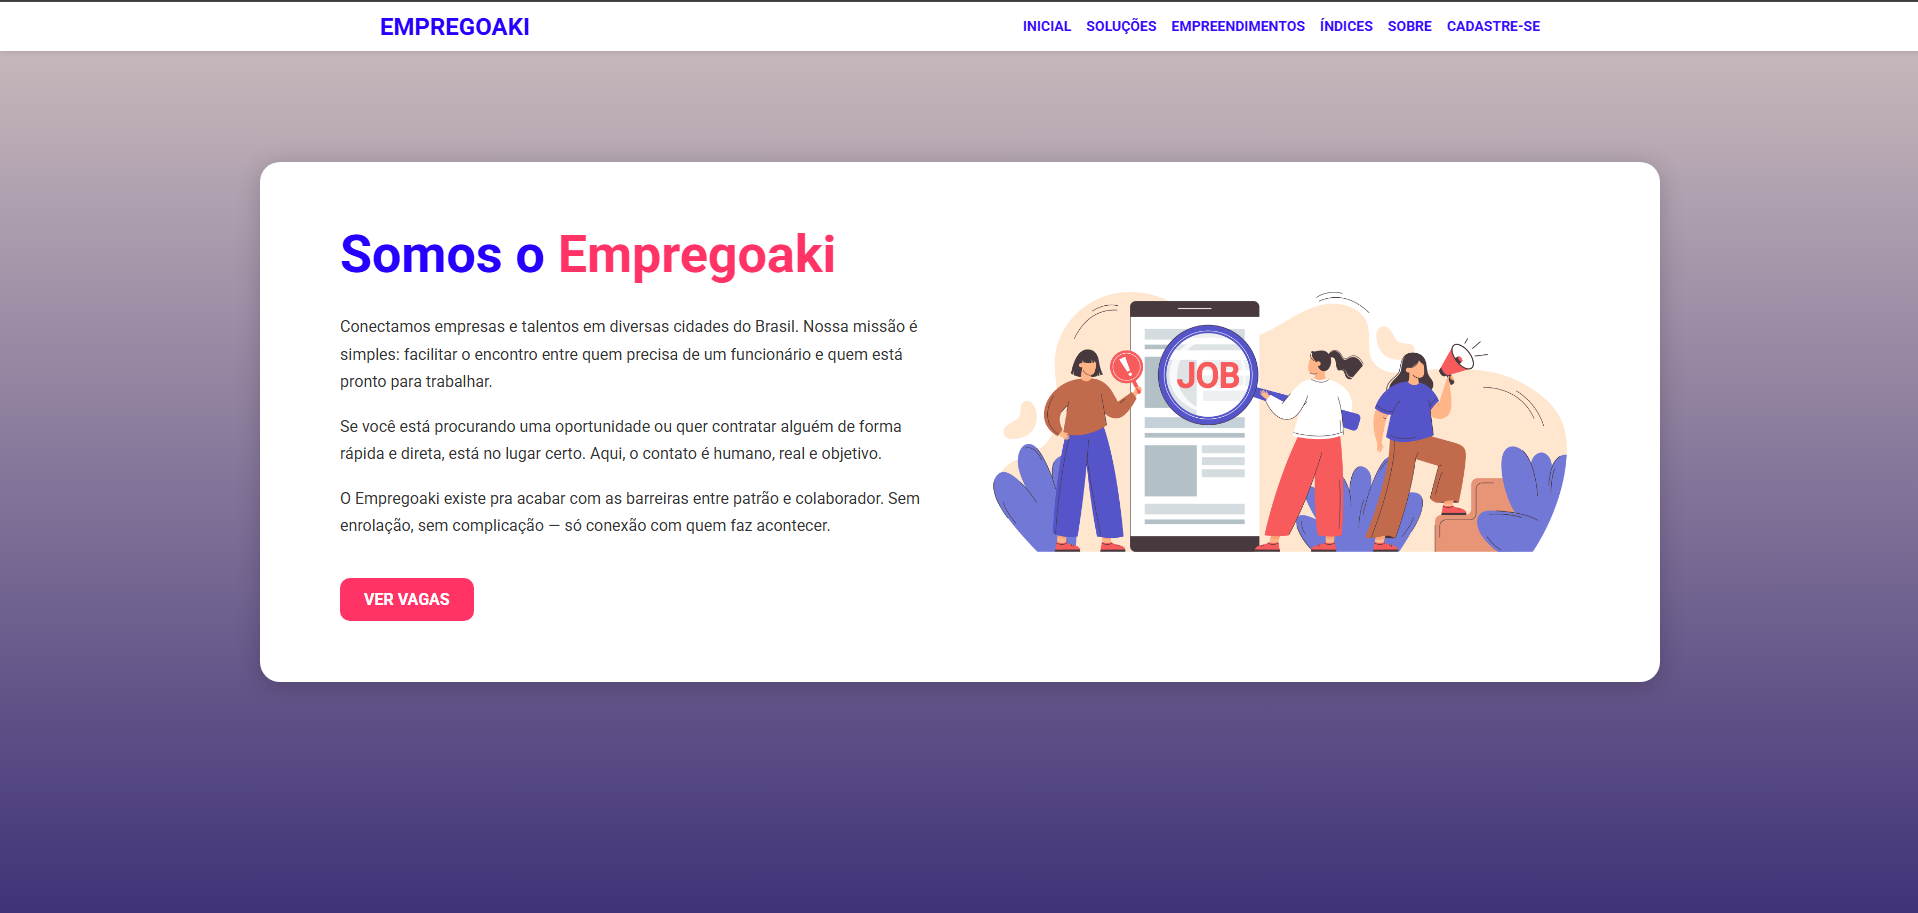 EMPREGOAKI
INICIAL SOLUÇÕES EMPREENDIMENTOS ÍNDICES SOBRE CADASTRE-SE
Somos o Empregoaki
Conectamos empresas e talentos em diversas cidades do Brasil. Nossa missão é
simples: facilitar o encontro entre quem precisa de um funcionário e quem está
pronto para trabalhar.
Se você está procurando uma oportunidade ou quer contratar alguém de forma
rápida e direta, está no lugar certo. Aqui, o contato é humano, real e objetivo.
O Empregoaki existe pra acabar com as barreiras entre patrão e colaborador. Sem
enrolação, sem complicação — só conexão com quem faz acontecer.
VER VAGAS
!
JOB